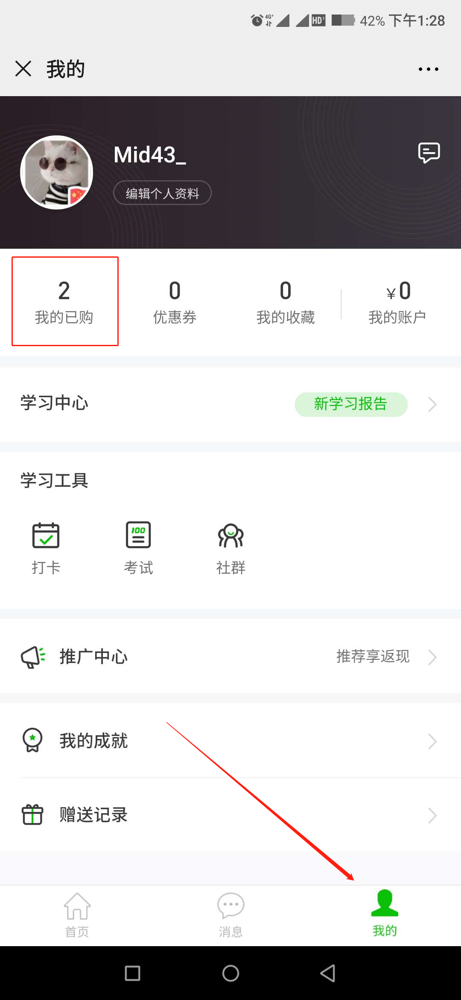 4G+ HD1 42% 下午1:28
我的
Mid43_
编辑个人资料
2 0 0 ¥0
我的已购 优惠券 我的收藏 我的账户
学习中心 新学习报告
学习工具
100
打卡 考试 社群
推广中心 推荐享返现
我的成就
赠送记录
首页 消息 我的